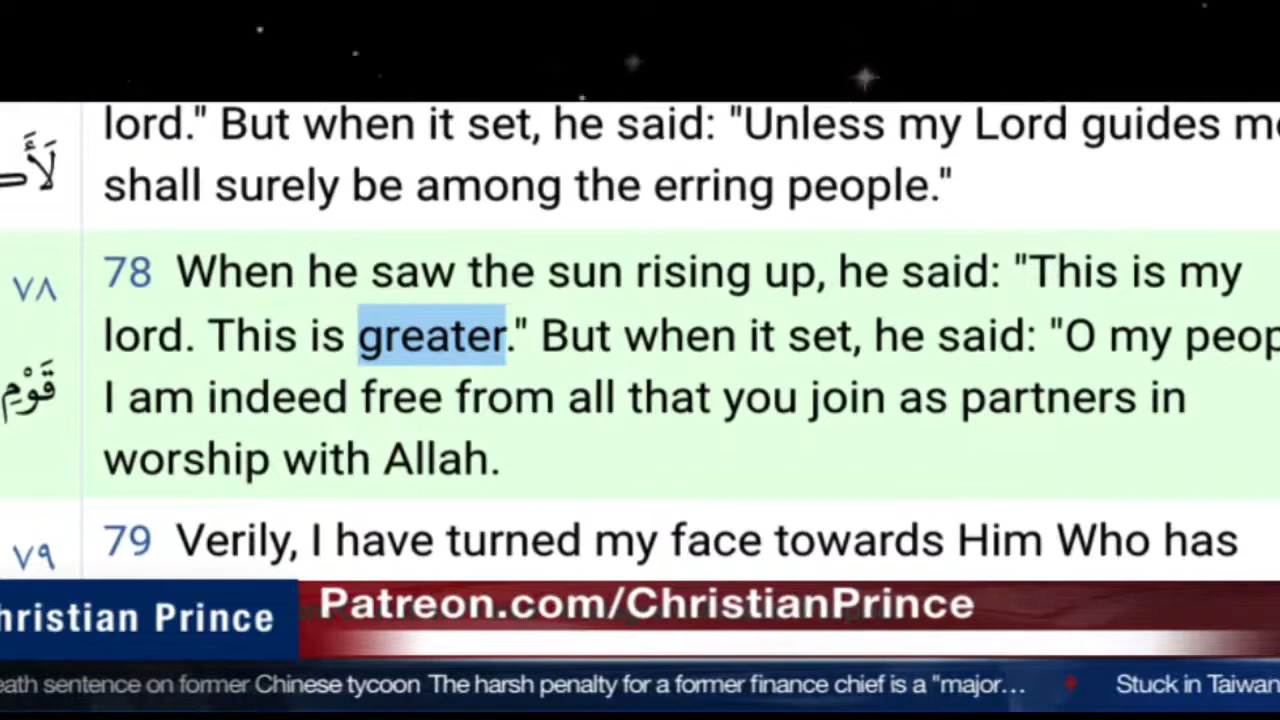 lord." But when it set, he said: "Unless my Lord guides
shall surely be among the erring people."
٧٨
78 When he saw the sun rising up, he said: "This is my
lord. This is greater." But when it set, he said: "O my
قَوْمِ
I am indeed free from all that you join as partners in
worship with Allah.
٧٩
79 Verily, I have turned my face towards Him Who has
hristian Prince
Patreon.com/ChristianPrince
eath sentence on former Chinese tycoon The harsh penalty for a former finance chief is a "major... Stuck in Taiwan